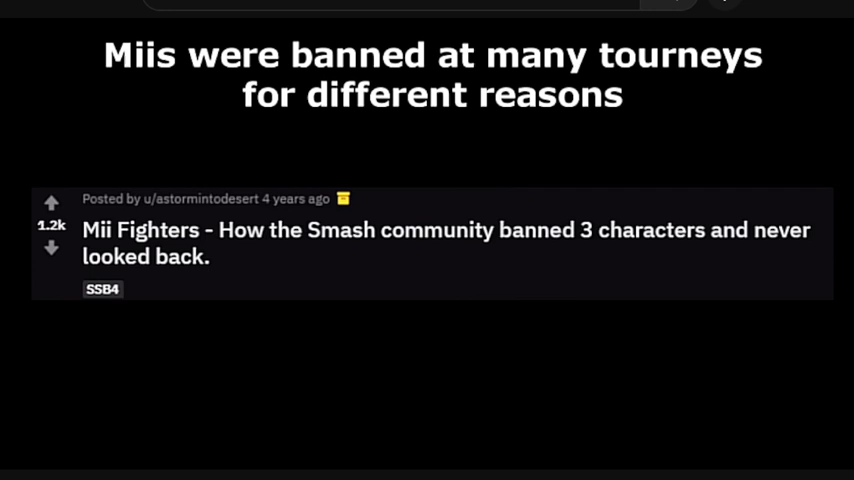 Miis were banned at many tourneys
for different reasons
Posted by u/astormintodesert 4 years ago
1.2k
Mii Fighters - How the Smash community banned 3 characters and never
looked back.
SSB4